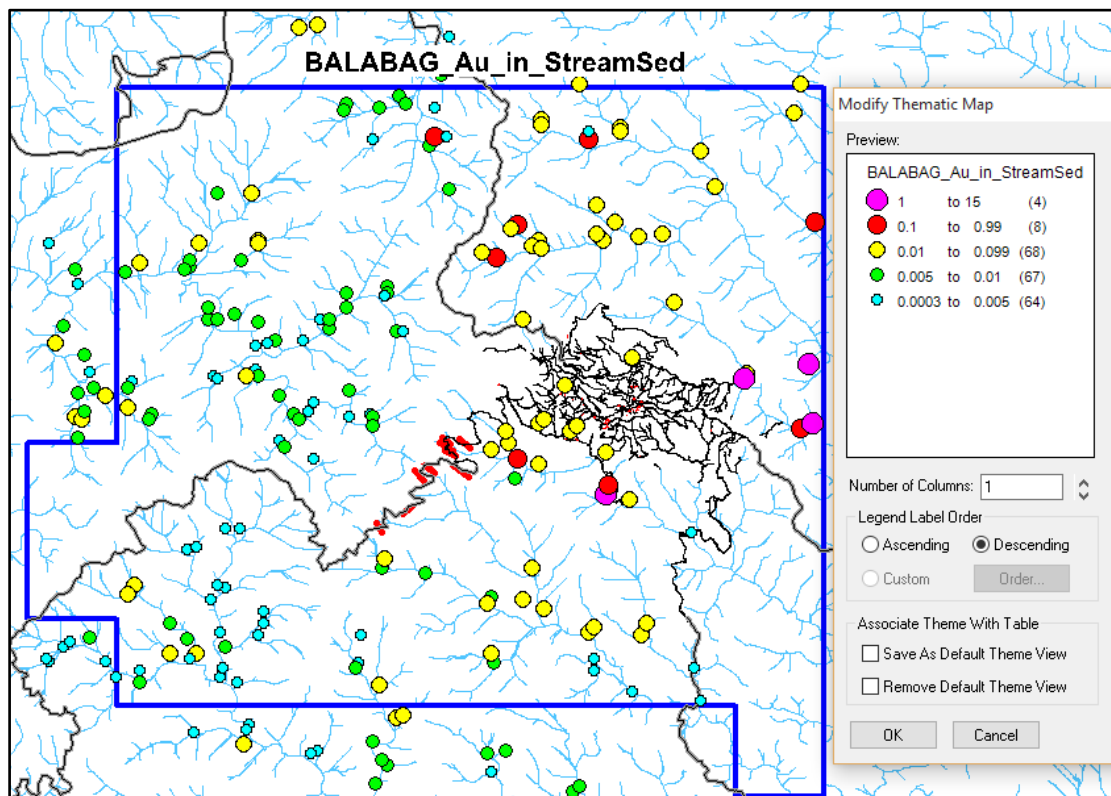 BALABAG_Au_in_StreamSed
Modify Thematic Map
Preview:
BALABAG_Au_in_StreamSed
1 to 15 (4)
0.1 to 0.99 (8)
0.01 to 0.099 (68)
0.005 to 0.01 (67)
0.0003 to 0.005 (64)
Number of Columns: 1
Legend Label Order
Ascending Descending
Custom Order...
Associate Theme With Table
Save As Default Theme View
Remove Default Theme View
OK Cancel